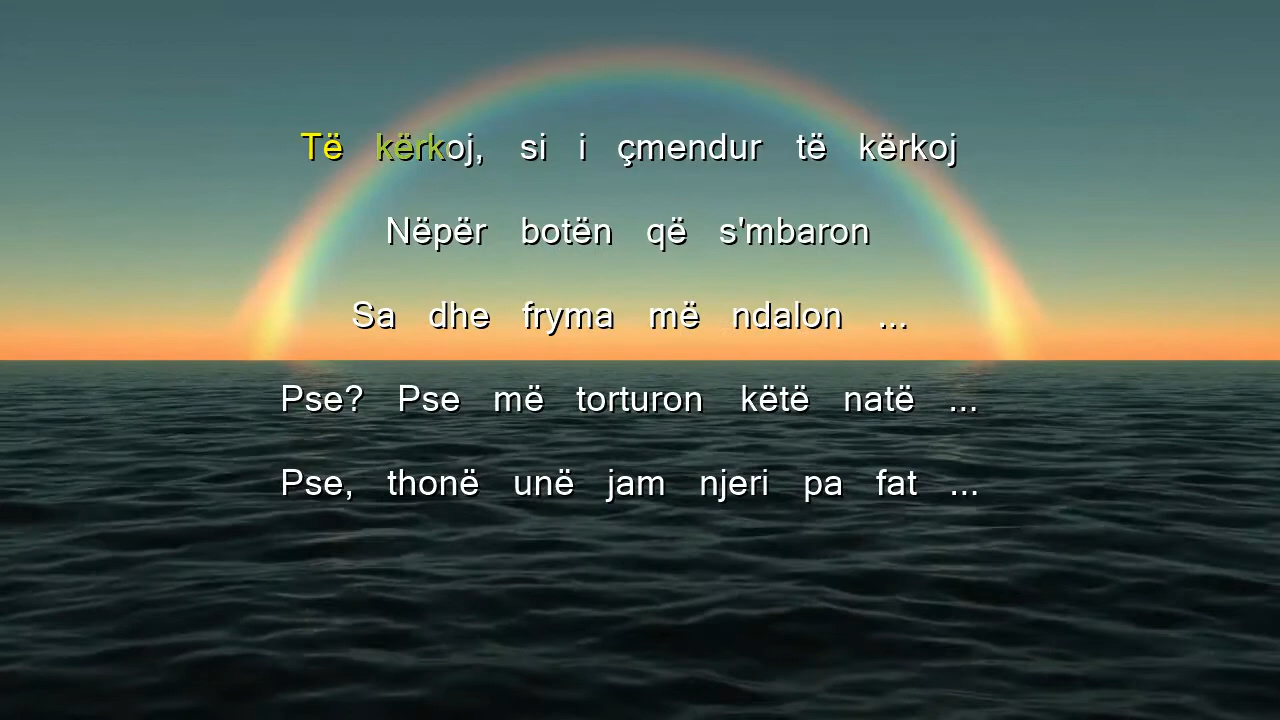 Të kërkoj, si i çmendur të kërkoj
Nëpër botën që s'mbaron
Sa dhe fryma më ndalon ...
Pse? Pse më torturon këtë natë ...
Pse, thonë unë jam njeri pa fat ...